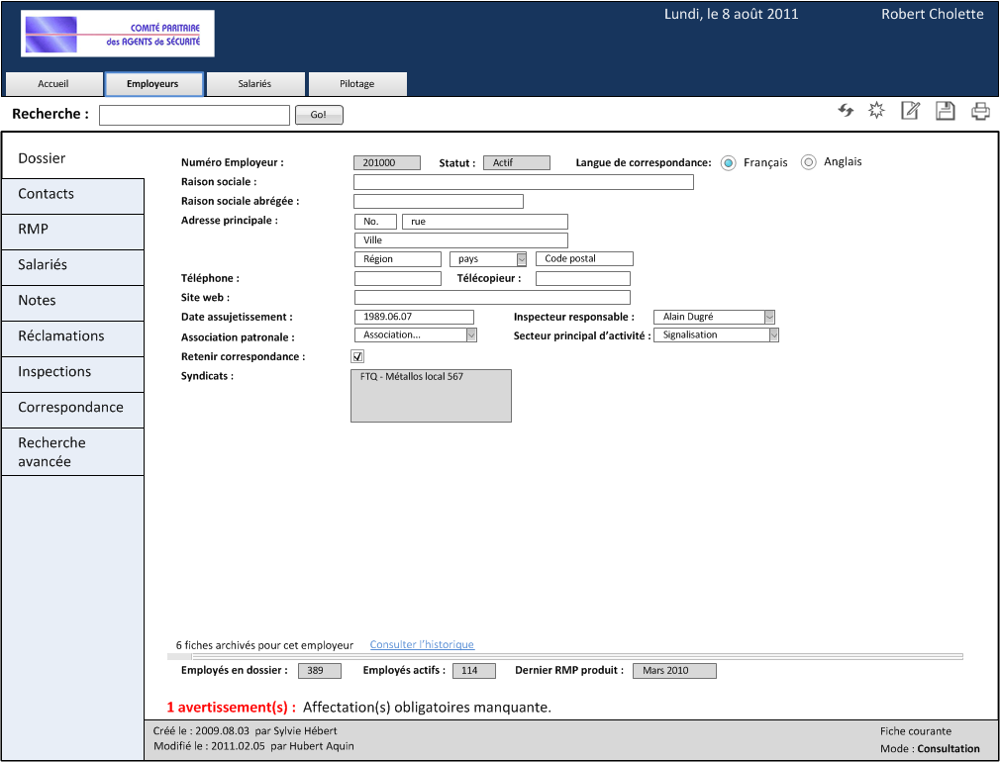 COMITÉ PARITAIRE
des AGENTS de SÉCURITÉ
Lundi, le 8 août 2011 Robert Cholette
Accueil Employeurs Salariés Pilotage
Recherche : Go!
Dossier
Contacts
RMP
Salariés
Notes
Réclamations
Inspections
Correspondance
Recherche
avancée
Numéro Employeur : 201000 Statut : Actif Langue de correspondance: Français Anglais
Raison sociale :
Raison sociale abrégée :
Adresse principale : No. rue
Ville
Région pays Code postal
Téléphone : Télécopieur :
Site web :
Date assujetissement : 1989.06.07 Inspecteur responsable : Alain Dugré
Association patronale : Association... Secteur principal d'activité : Signalisation
Retenir correspondance :
Syndicats : FTQ - Métallos local 567
6 fiches archivés pour cet employeur Consulter l'historique
Employés en dossier : 389 Employés actifs : 114 Dernier RMP produit : Mars 2010
1 avertissement(s) : Affectation(s) obligatoires manquante.
Créé le : 2009.08.03 par Sylvie Hébert Fiche courante
Modifié le : 2011.02.05 par Hubert Aquin Mode : Consultation